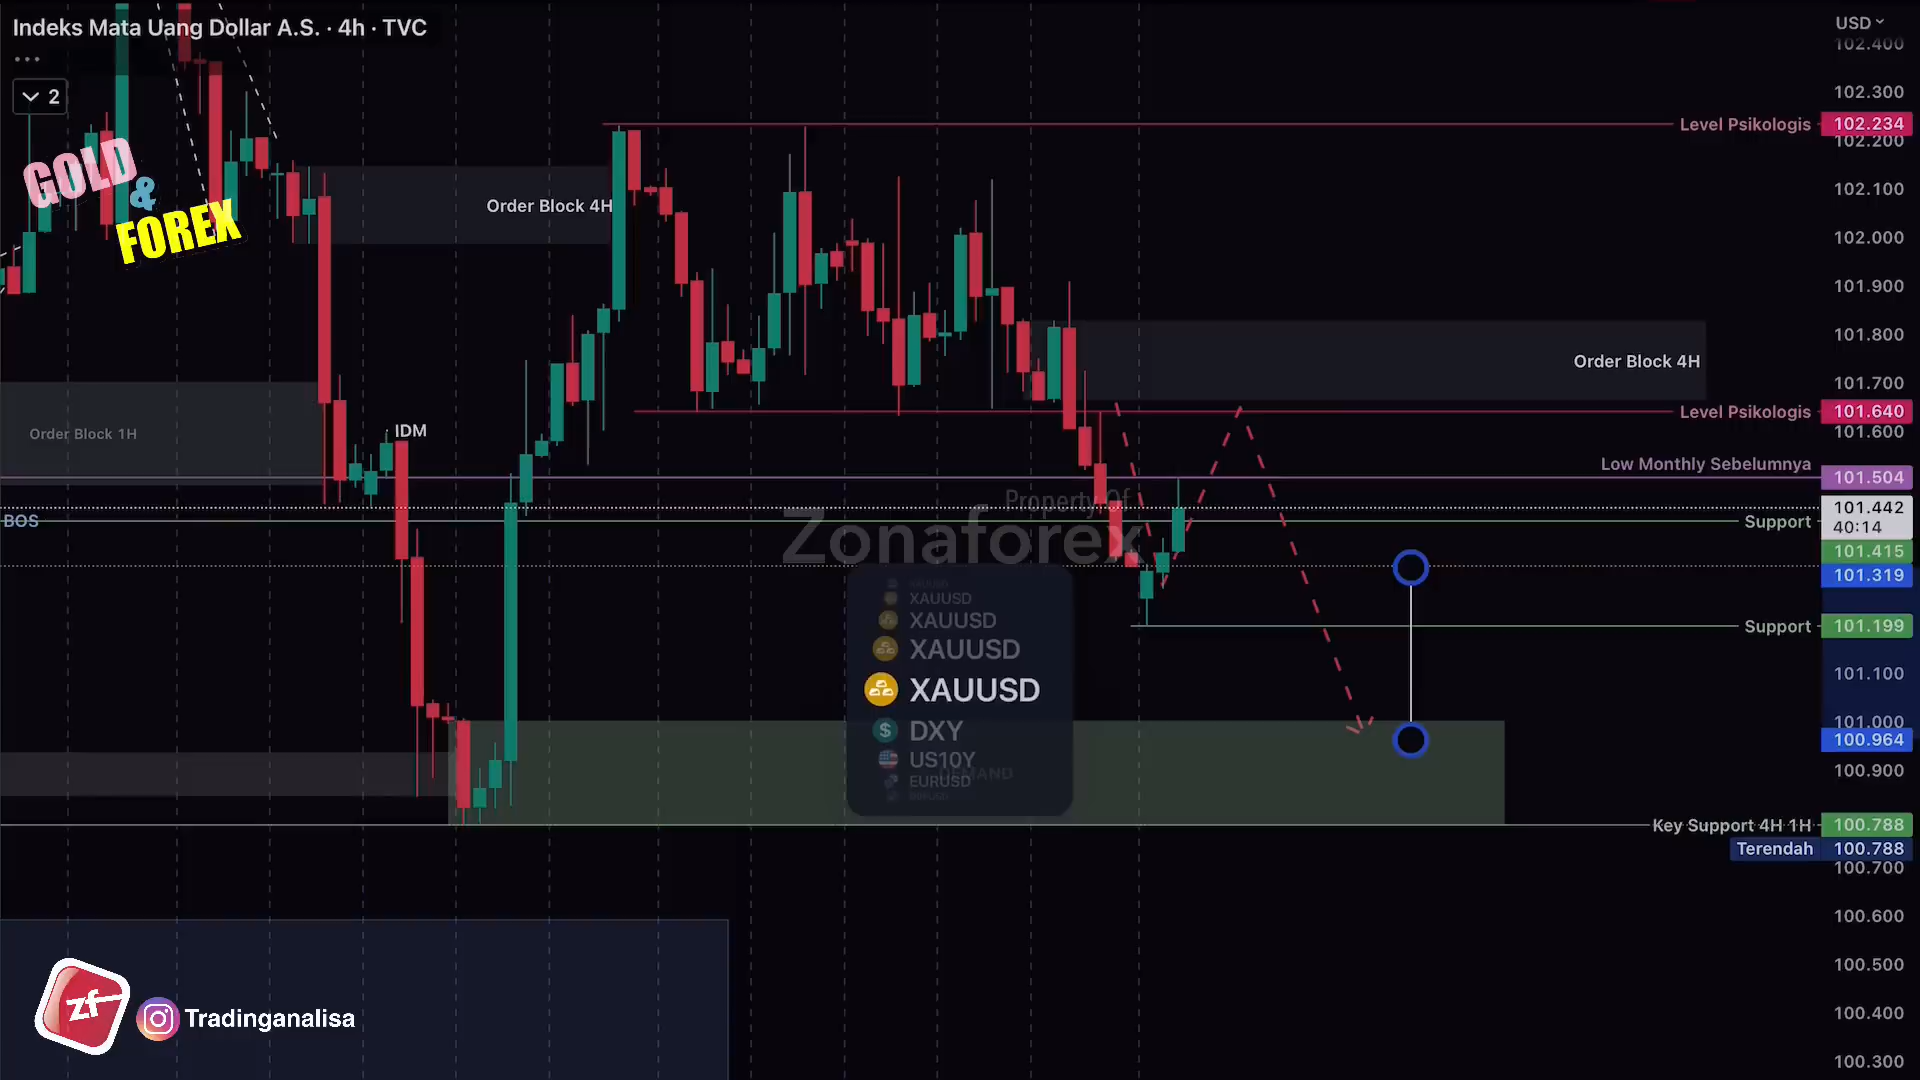 Indeks Mata Uang Dollar A.S. · 4h · TVC
USD
102.400
2
102.300
GOLD
&
FOREX
Level Psikologis 102.234
102.200
102.100
Order Block 4H
102.000
101.900
101.800
Order Block 4H
101.700
Level Psikologis 101.640
101.600
IDM
Order Block 1H
Low Monthly Sebelumnya 101.504
Property Of
Zonaforex
101.442
40:14
BOS
Support
101.415
101.319
XAUUSD
XAUUSD
XAUUSD
XAUUSD
DXY
US10Y
EURUSD
Support 101.199
101.100
101.000
100.964
100.900
Key Support 4H 1H 100.788
Terendah 100.788
100.700
100.600
100.500
100.400
100.300
zf
Tradinganalisa